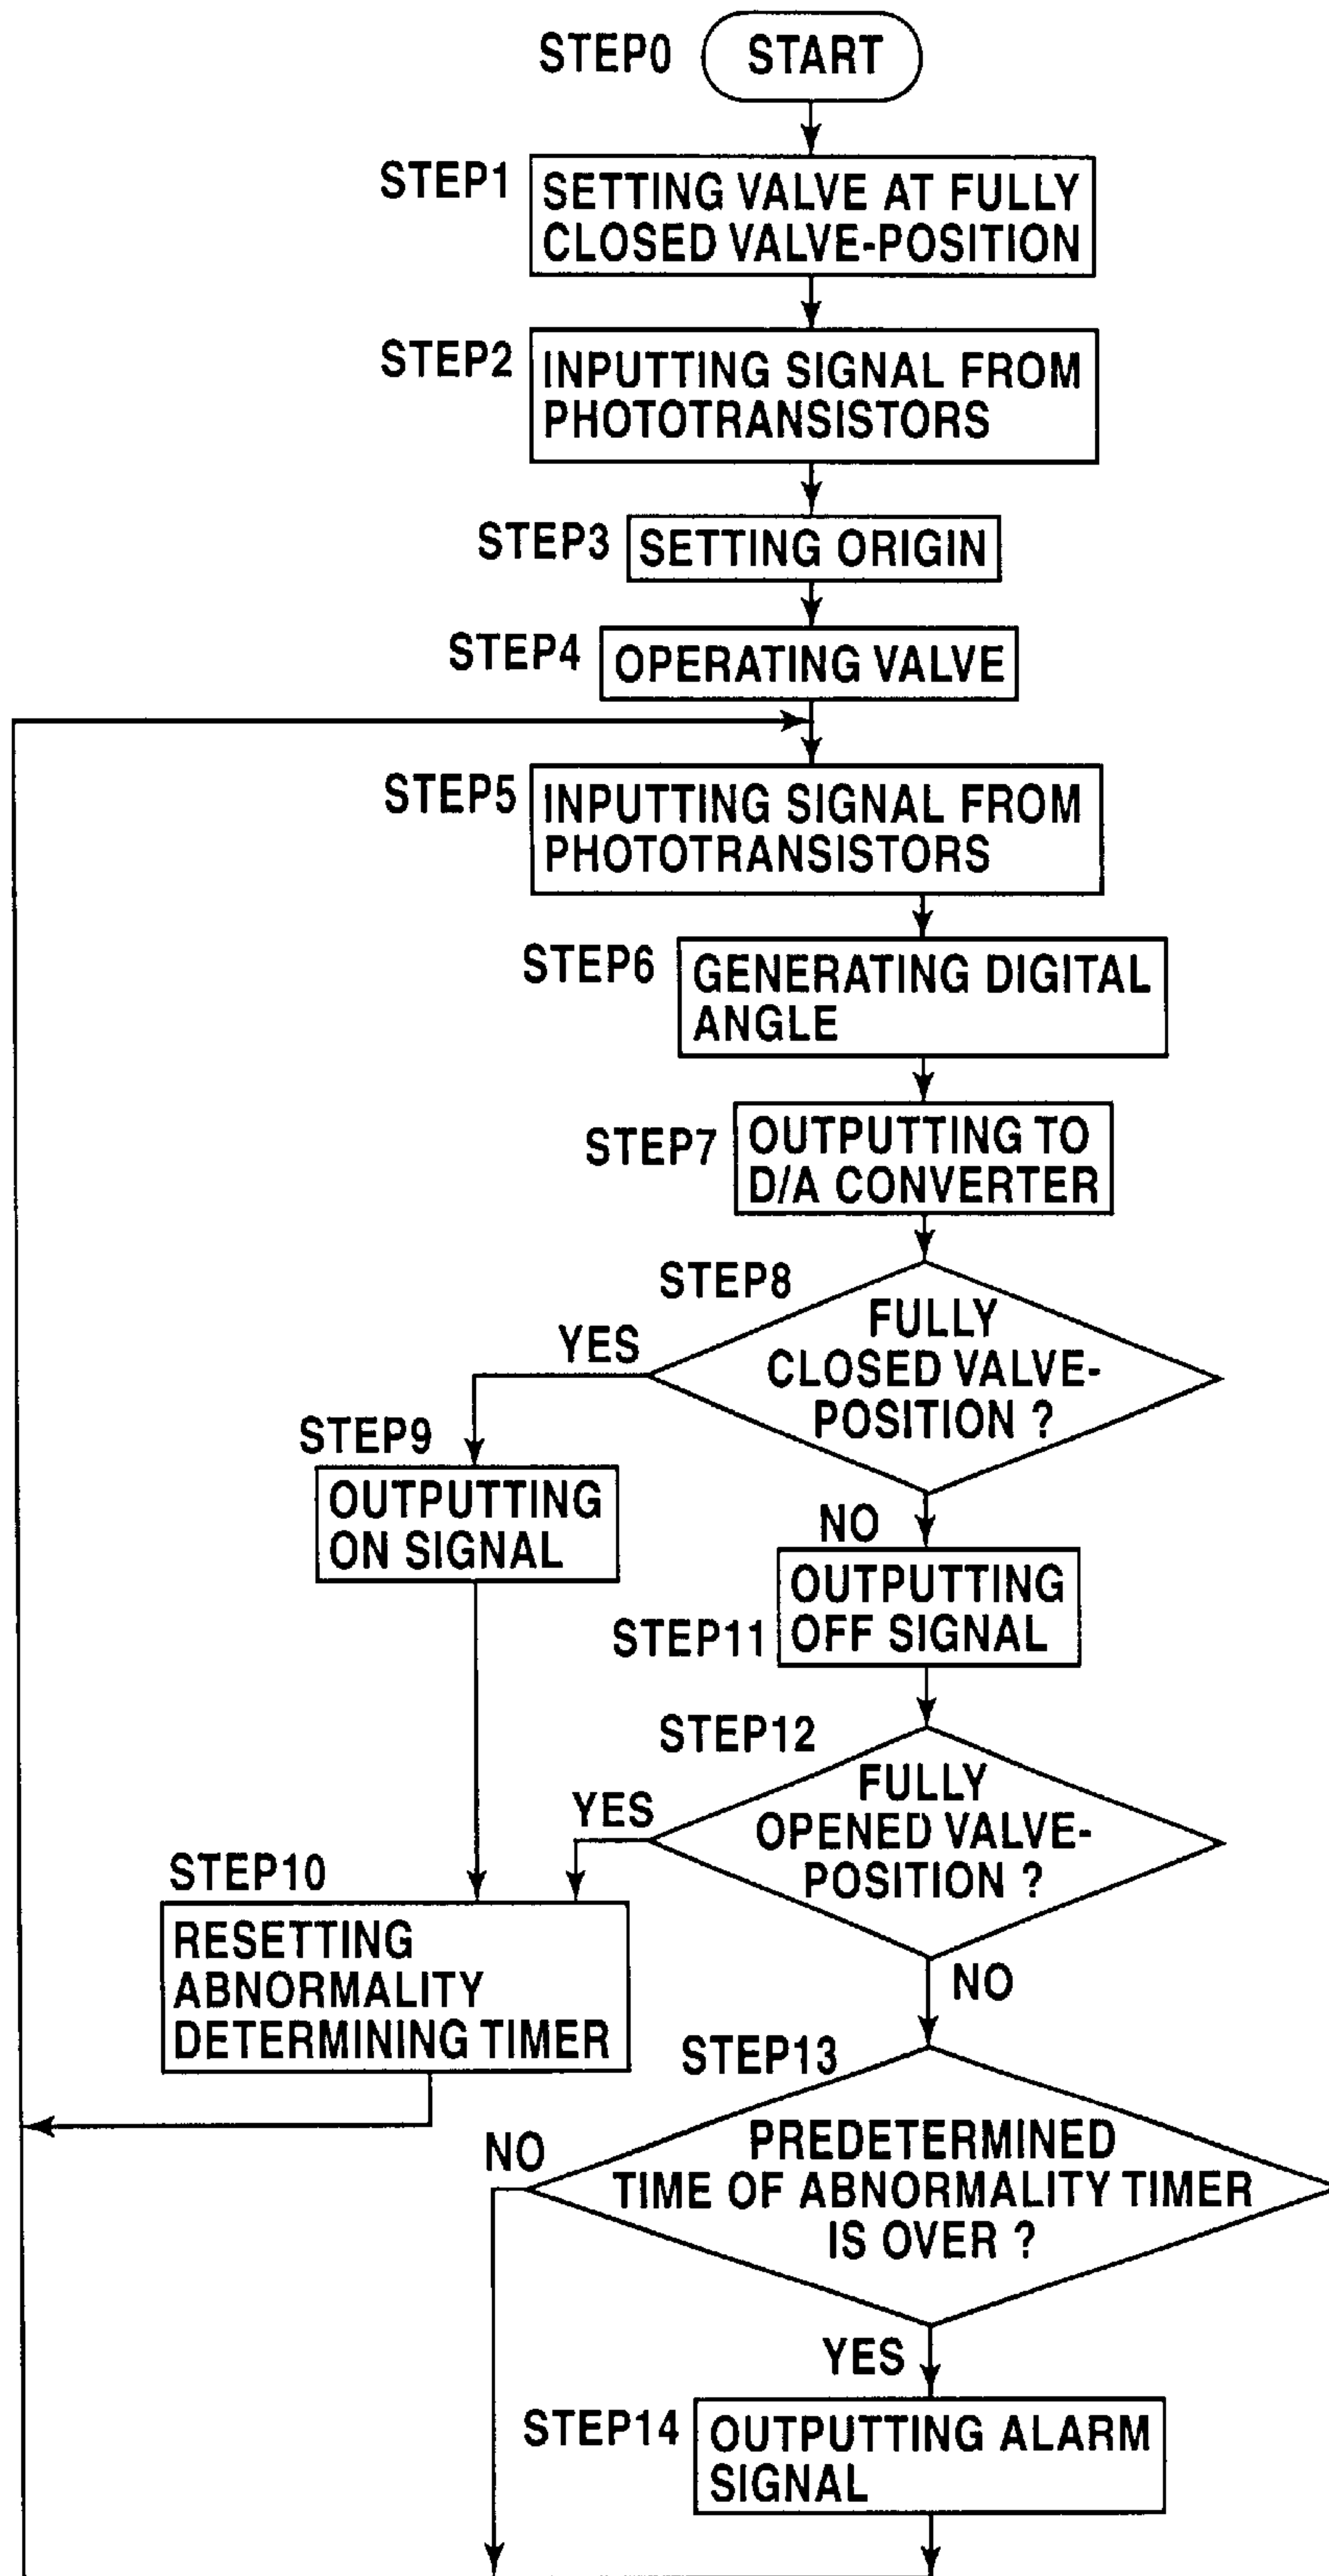 STEP0 START
STEP1 SETTING VALVE AT FULLY
CLOSED VALVE-POSITION
STEP2 INPUTTING SIGNAL FROM
PHOTOTRANSISTORS
STEP3 SETTING ORIGIN
STEP4 OPERATING VALVE
STEP5 INPUTTING SIGNAL FROM
PHOTOTRANSISTORS
STEP6 GENERATING DIGITAL
ANGLE
STEP7 OUTPUTTING TO
D/A CONVERTER
STEP8
FULLY
CLOSED VALVE-
POSITION ?
YES
NO
STEP9
OUTPUTTING
ON SIGNAL
STEP11
OUTPUTTING
OFF SIGNAL
STEP12
FULLY
OPENED VALVE-
POSITION ?
YES
NO
STEP10
RESETTING
ABNORMALITY
DETERMINING TIMER
STEP13
PREDETERMINED
TIME OF ABNORMALITY TIMER
IS OVER ?
NO
YES
STEP14 OUTPUTTING ALARM
SIGNAL